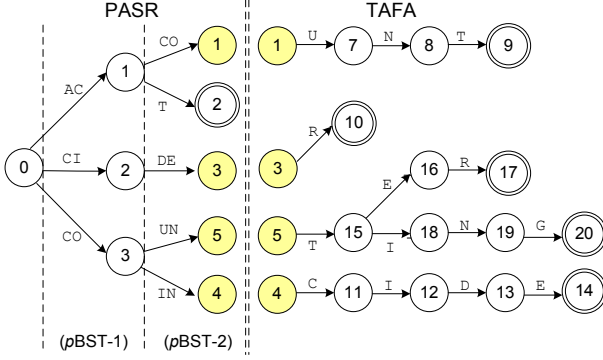 PASR TAFA
CO 1 1 U 7 N 8 T 9
AC 1
T 2 10
R
0 CI 2 DE 3 3 16 R 17
E
CO UN 5 5 T 15 I 18 N 19 G 20
3
IN 4 4 C 11 I 12 D 13 E 14
(pBST-1) (pBST-2)